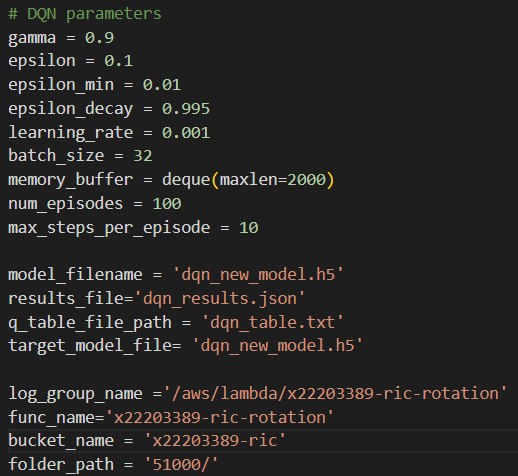 # DQN parameters
gamma = 0.9
epsilon = 0.1
epsilon_min = 0.01
epsilon_decay = 0.995
learning_rate = 0.001
batch_size = 32
memory_buffer = deque(maxlen=2000)
num_episodes = 100
max_steps_per_episode = 10
model_filename = 'dqn_new_model.h5'
results_file='dqn_results.json'
q_table_file_path = 'dqn_table.txt'
target_model_file= 'dqn_new_model.h5'
log_group_name ='/aws/lambda/x22203389-ric-rotation'
func_name='x22203389-ric-rotation'
bucket_name = 'x22203389-ric'
folder_path = '51000/'